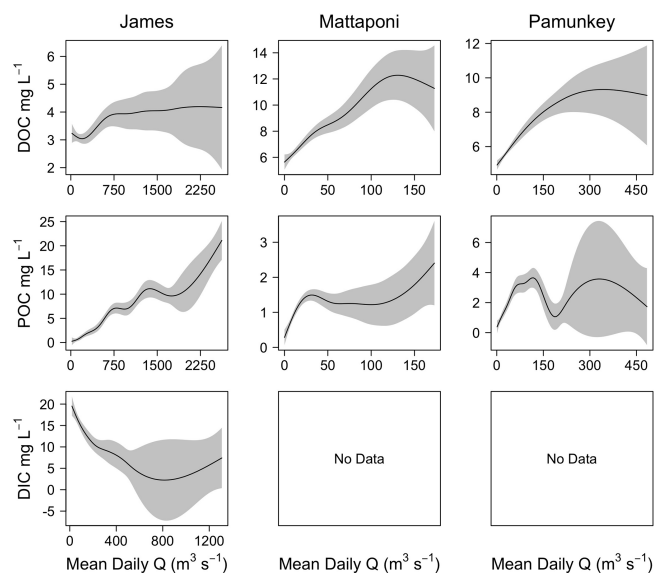 James Mattaponi Pamunkey
DOC mg L⁻¹
6
5
4
3
2
0 750 1500 2250
14
12
10
8
6
0 50 100 150
12
10
8
6
0 150 300 450
POC mg L⁻¹
25
20
15
10
5
0
0 750 1500 2250
3
2
1
0
0 50 100 150
6
4
2
0
0 150 300 450
DIC mg L⁻¹
20
15
10
5
0
-5
0 400 800 1200
No Data
No Data
Mean Daily Q (m³ s⁻¹) Mean Daily Q (m³ s⁻¹) Mean Daily Q (m³ s⁻¹)